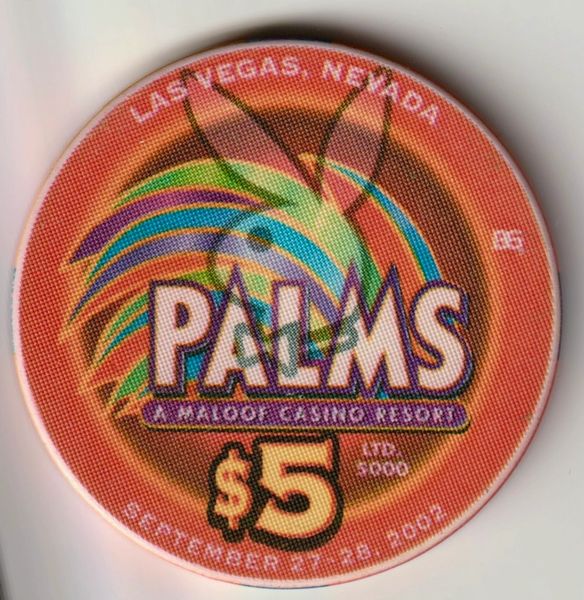 LAS VEGAS, NEVADA
BG
PALMS
A MALOOF CASINO RESORT
$5
LTD.
5000
SEPTEMBER 27-28, 2002